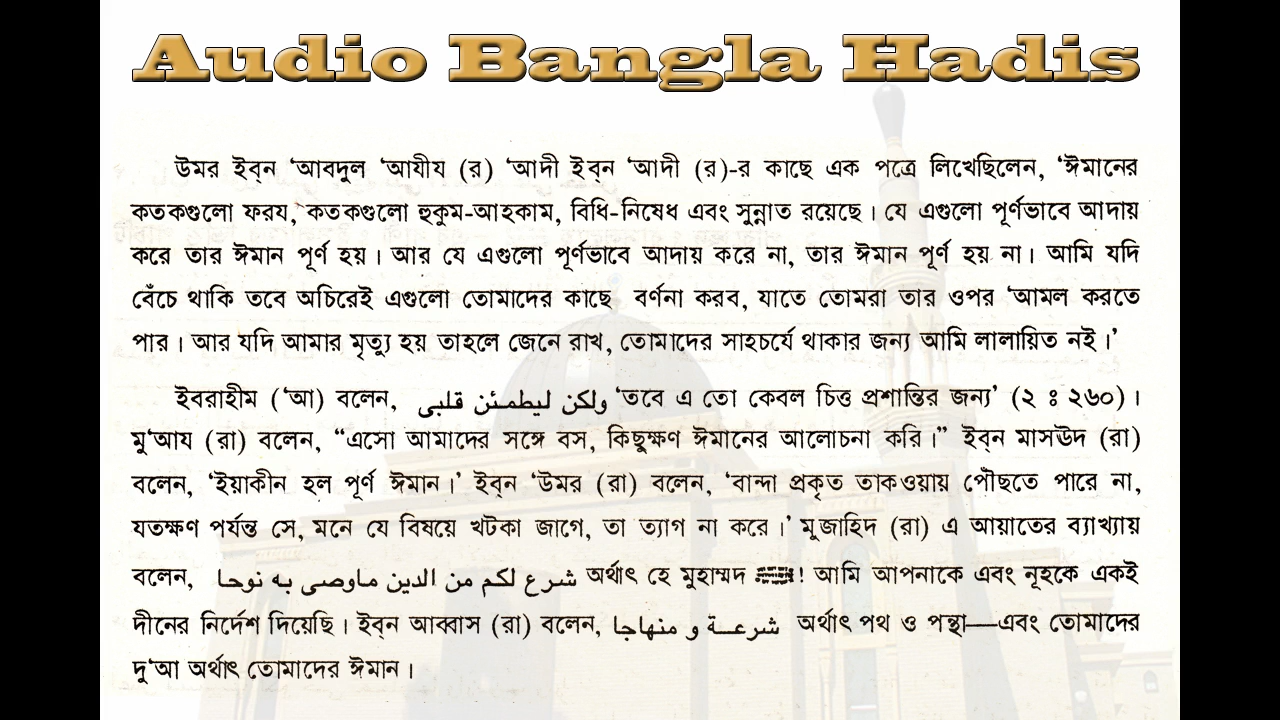 Audio Bangla Hadis
উমর ইব্‌ন ‘আবদুল ‘আযীয (র) ‘আদী ইব্‌ন ‘আদী (র)-র কাছে এক পত্রে লিখেছিলেন, ‘ঈমানের
কতকগুলো ফরয, কতকগুলো হুকুম-আহকাম, বিধি-নিষেধ এবং সুন্নাত রয়েছে। যে এগুলো পূর্ণভাবে আদায়
করে তার ঈমান পূর্ণ হয়। আর যে এগুলো পূর্ণভাবে আদায় করে না, তার ঈমান পূর্ণ হয় না। আমি যদি
বেঁচে থাকি তবে অচিরেই এগুলো তোমাদের কাছে বর্ণনা করব, যাতে তোমরা তার ওপর ‘আমল করতে
পার। আর যদি আমার মৃত্যু হয় তাহলে জেনে রাখ, তোমাদের সাহচর্যে থাকার জন্য আমি লালায়িত নই।’
ইবরাহীম (‘আ) বলেন, ولكن ليطمئن قلبى ‘তবে এ তো কেবল চিত্ত প্রশান্তির জন্য’ (২ ঃ ২৬০)।
মু‘আয (রা) বলেন, “এসো আমাদের সঙ্গে বস, কিছুক্ষণ ঈমানের আলোচনা করি।” ইব্‌ন মাসঊদ (রা)
বলেন, ‘ইয়াকীন হল পূর্ণ ঈমান।’ ইব্‌ন ‘উমর (রা) বলেন, ‘বান্দা প্রকৃত তাকওয়ায় পৌঁছতে পারে না,
যতক্ষণ পর্যন্ত সে, মনে যে বিষয়ে খটকা জাগে, তা ত্যাগ না করে।’ মুজাহিদ (রা) এ আয়াতের ব্যাখ্যায়
বলেন, شرع لكم من الدين ماوصى به نوحا অর্থাৎ হে মুহাম্মদ ﷺ! আমি আপনাকে এবং নূহকে একই
দীনের নির্দেশ দিয়েছি। ইব্‌ন আব্বাস (রা) বলেন, شرعة و منهاجا অর্থাৎ পথ ও পন্থা—এবং তোমাদের
দু‘আ অর্থাৎ তোমাদের ঈমান।